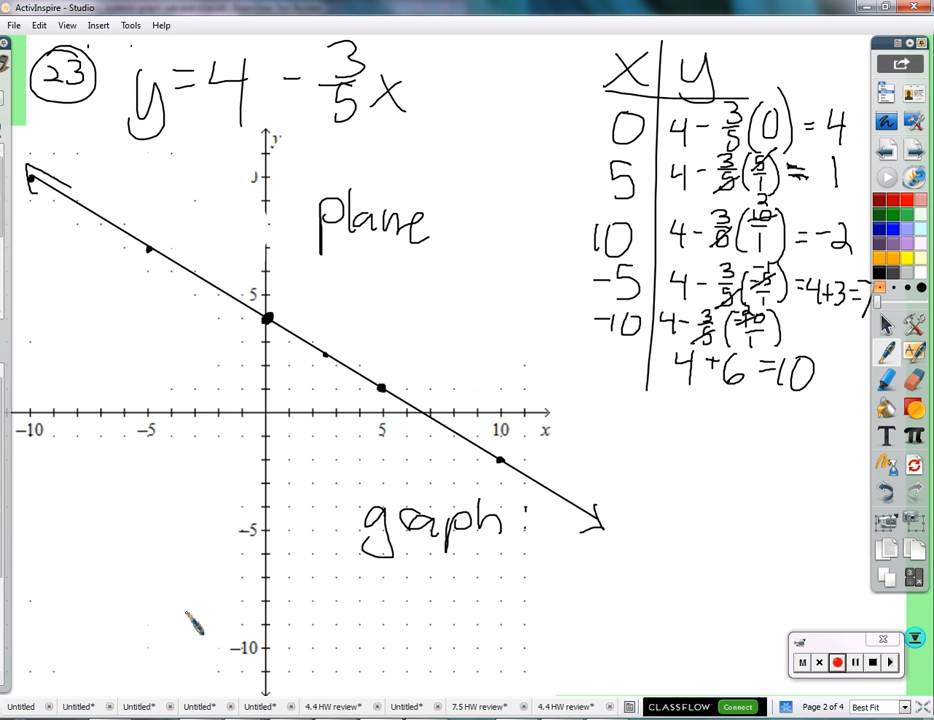 ActivInspire - Studio
File Edit View Insert Tools Help
23 y = 4 - 3/5 x
x y
0 4 - 3/5 (0) = 4
5 4 - 3/5 (5/1) = 1
10 4 - 3/5 (10/1) = -2
-5 4 - 3/5 (-5/1) = 4+3=7
-10 4 - 3/5 (-10/1)
4 + 6 = 10
y
plane
5
-10 -5 5 10 x
graph
-5
-10
M
Untitled Untitled* Untitled* Untitled* Untitled* 4.4 HW review* Untitled* 7.5 HW review* 4.4 HW review* CLASSFLOW Connect Page 2 of 4 Best Fit